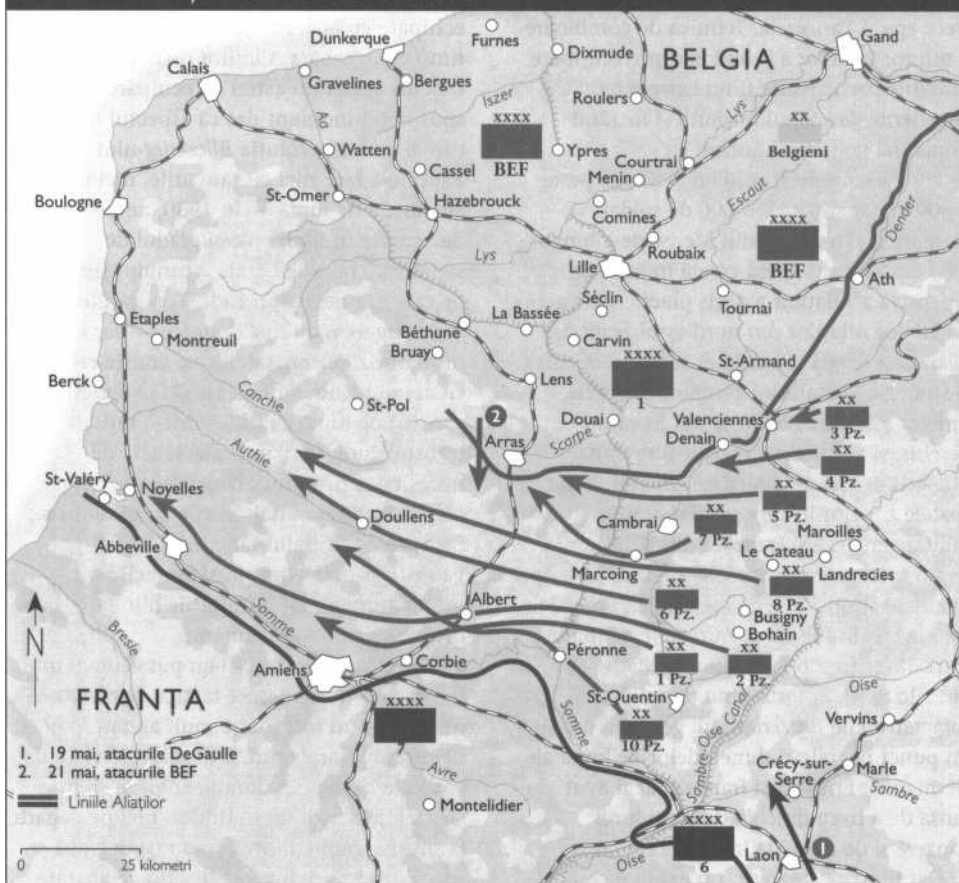 Furnes
Gand
Dunkerque
Dixmude
BELGIA
Calais
Gravelines
Bergues
Iszer
Roulers
Lys
xxxx
BEF
xx
Belgieni
Aa
Watten
Ypres
Courtrai
Cassel
Menin
St-Omer
Escaut
Dender
Boulogne
Hazebrouck
Comines
xxxx
BEF
Roubaix
Lys
Lille
Ath
Séclin
Tournai
Etaples
La Bassée
Montreuil
Béthune
Carvin
Bruay
xxxx
1
St-Armand
Berck
Lens
Canche
St-Pol
2
Douai
Valenciennes
xx
3 Pz.
Arras
Scarpe
Denain
Authie
xx
4 Pz.
St-Valéry
Noyelles
xx
5 Pz.
Doullens
Cambrai
xx
7 Pz.
Maroilles
Le Cateau
Abbeville
Marcoing
Landrecies
xx
6 Pz.
xx
8 Pz.
Albert
Busigny
Bohain
N
Somme
Bresle
Corbie
Péronne
xx
1 Pz.
xx
2 Pz.
Oise
Amiens
St-Quentin
FRANTA
Somme
xx
10 Pz.
Vervins
xxxx
Sambre-Oise Canal
1. 19 mai, atacurile DeGaulle
2. 21 mai, atacurile BEF
Crécy-sur-
Serre
Marle
Liniile Aliaților
Avre
Sambre
Montelidier
xxxx
6
0
25 kilometri
Oise
Laon
1